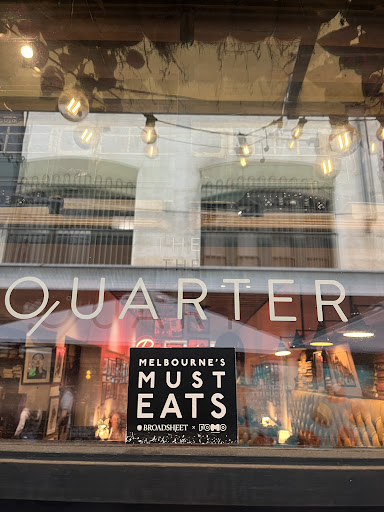 THE
QUARTER
MELBOURNE'S
MUST
EATS
BROADSHEET × FOMO